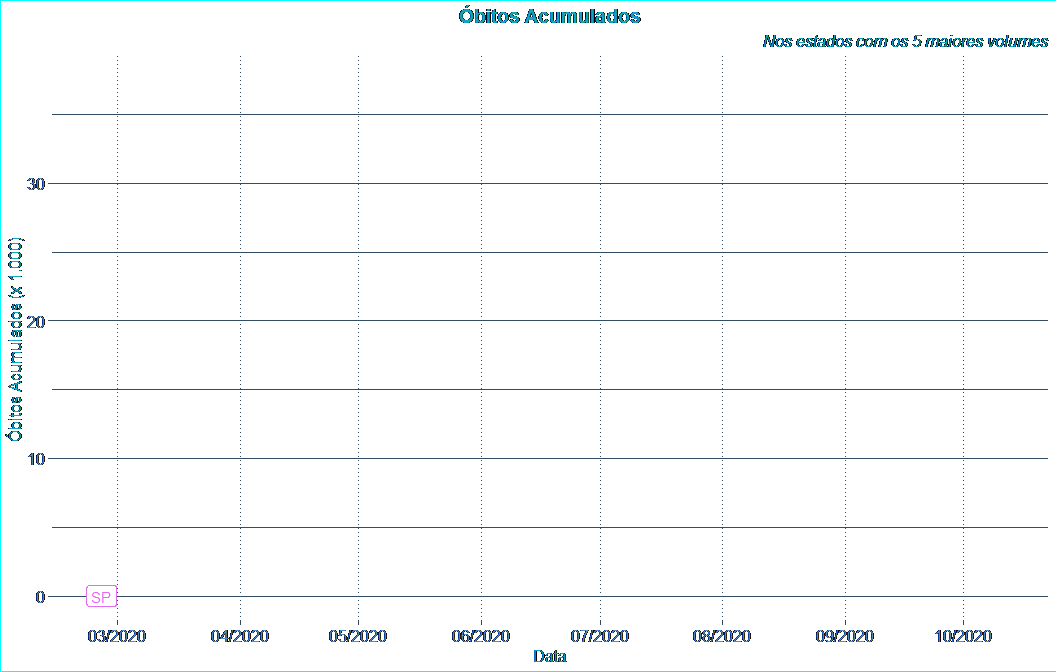 Óbitos Acumulados
Nos estados com os 5 maiores volumes
Óbitos Acumulados (x 1.000)
30
20
10
0
SP
03/2020 04/2020 05/2020 06/2020 07/2020 08/2020 09/2020 10/2020
Data